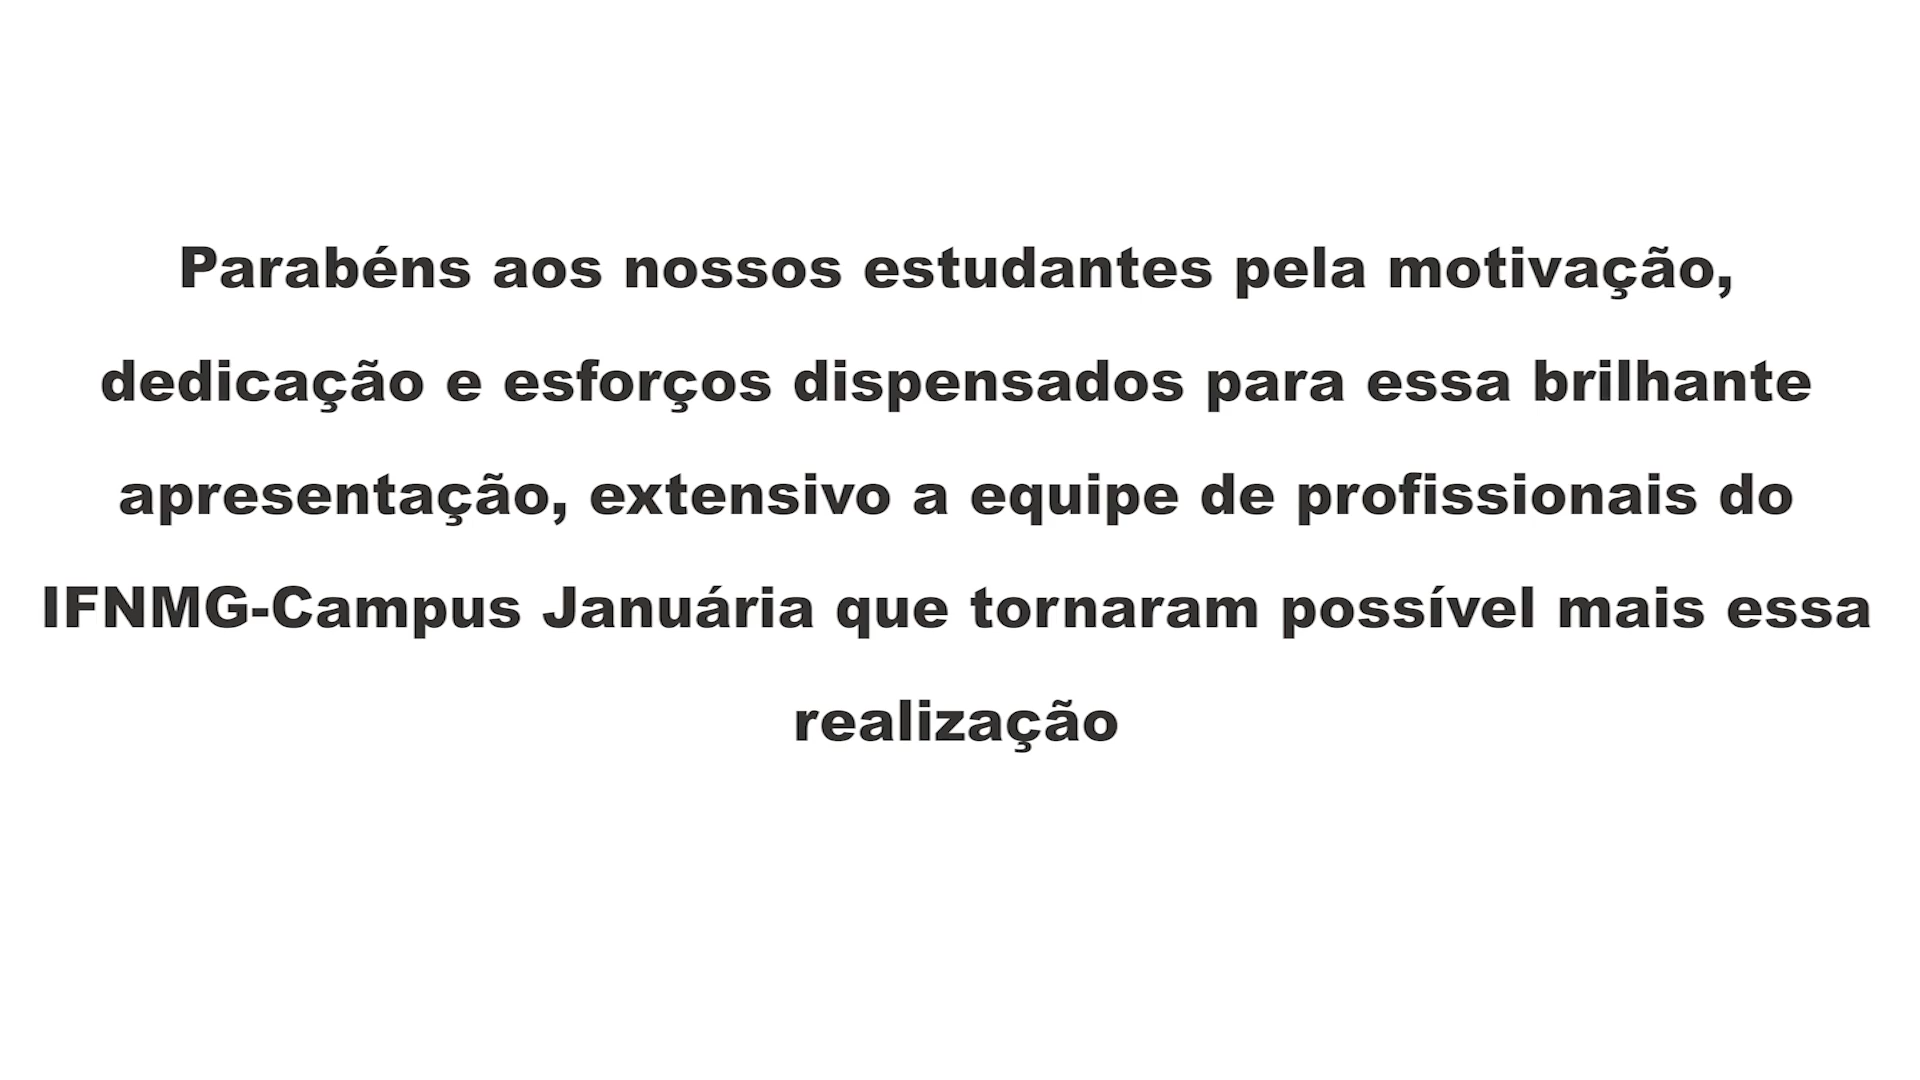 Parabéns aos nossos estudantes pela motivação,
dedicação e esforços dispensados para essa brilhante
apresentação, extensivo a equipe de profissionais do
IFNMG-Campus Januária que tornaram possível mais essa
realização